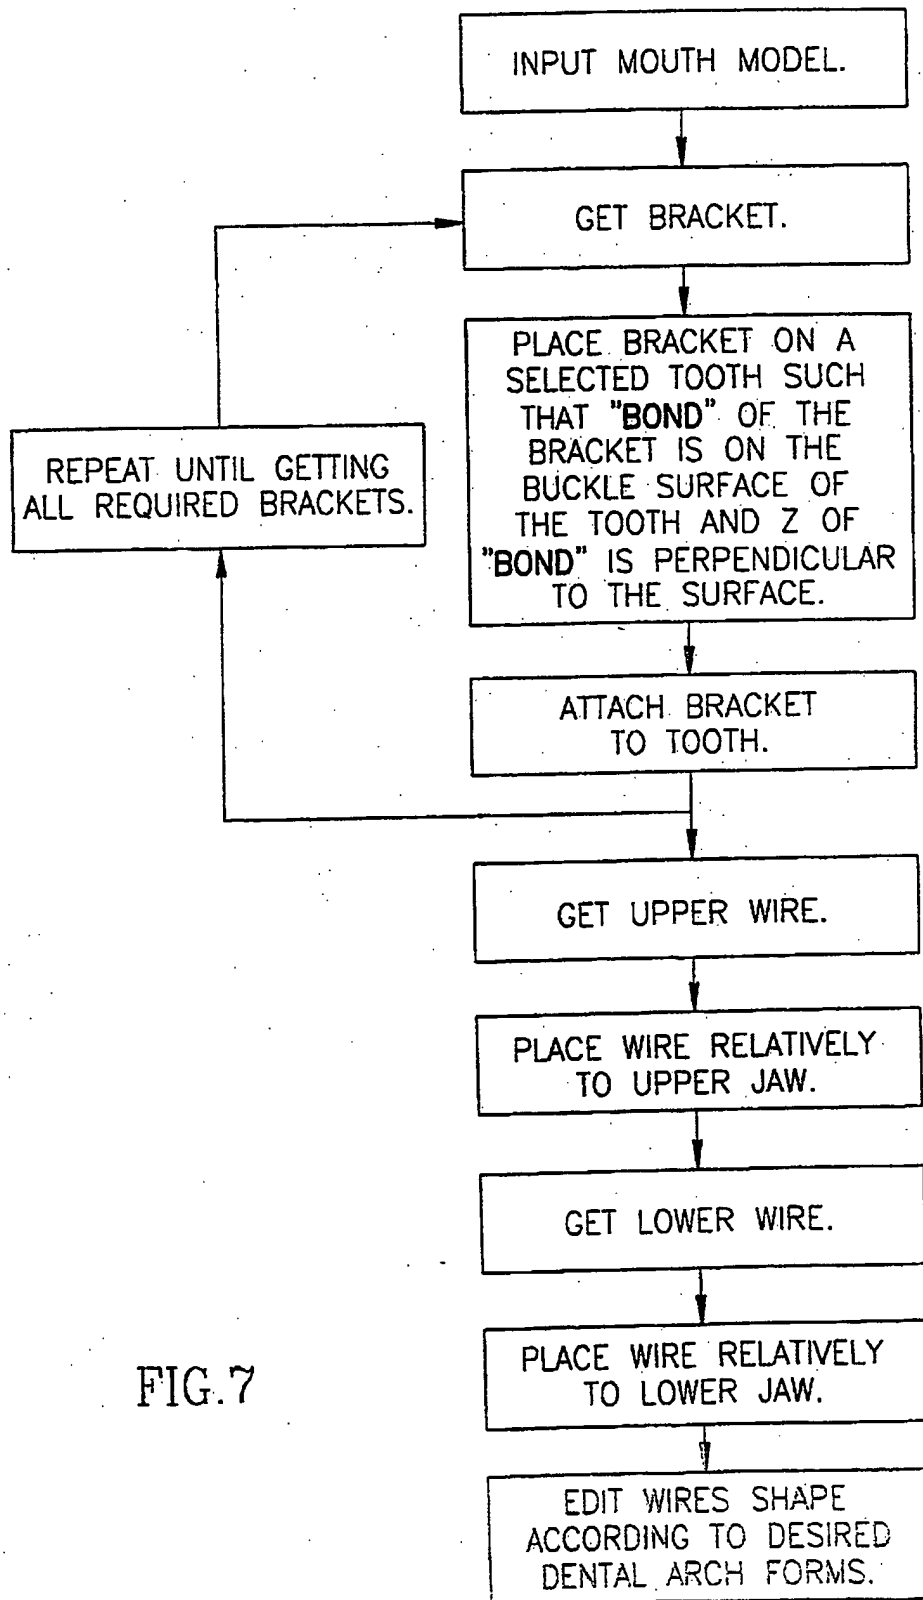 INPUT MOUTH MODEL.
GET BRACKET.
PLACE BRACKET ON A
SELECTED TOOTH SUCH
THAT "BOND" OF THE
BRACKET IS ON THE
BUCKLE SURFACE OF
THE TOOTH AND Z OF
"BOND" IS PERPENDICULAR
TO THE SURFACE.
REPEAT UNTIL GETTING
ALL REQUIRED BRACKETS.
ATTACH BRACKET
TO TOOTH.
GET UPPER WIRE.
PLACE WIRE RELATIVELY
TO UPPER JAW.
GET LOWER WIRE.
PLACE WIRE RELATIVELY
TO LOWER JAW.
EDIT WIRES SHAPE
ACCORDING TO DESIRED
DENTAL ARCH FORMS.
FIG.7